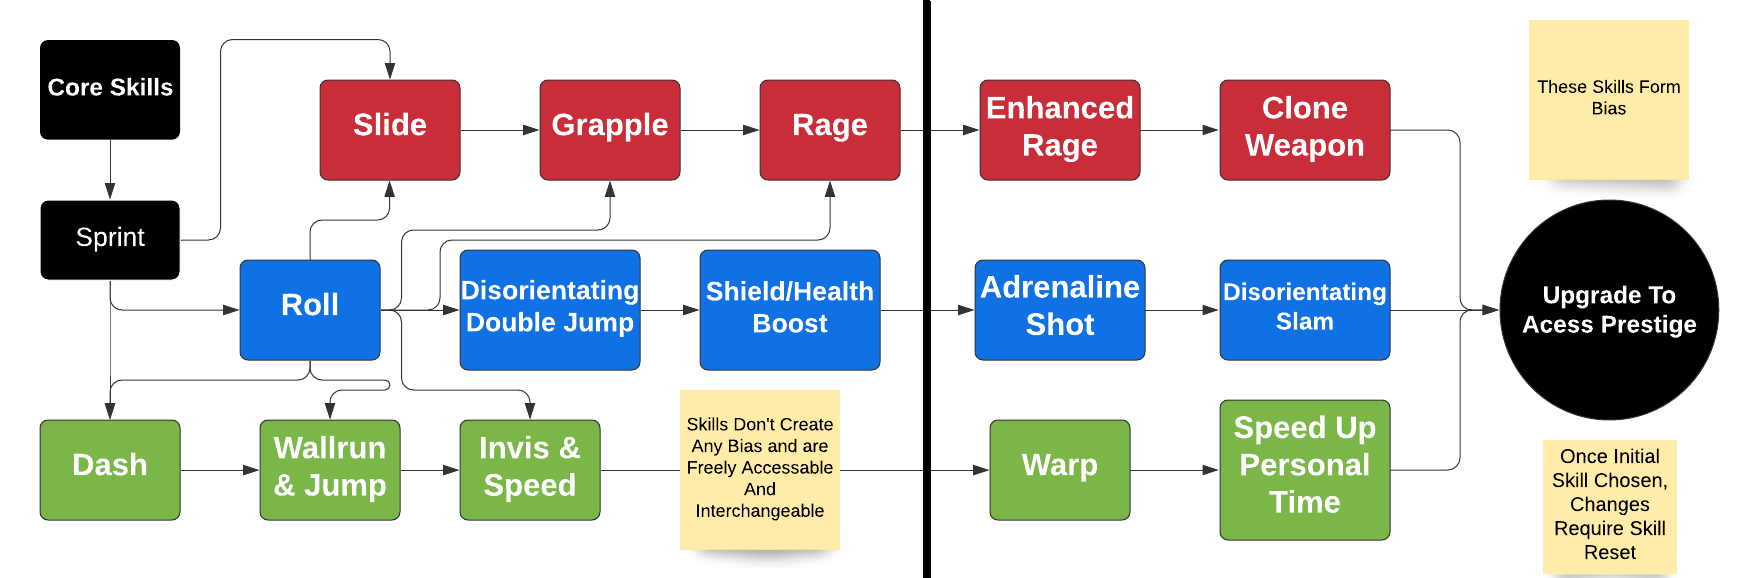 Core Skills
Sprint
Slide
Grapple
Rage
Enhanced
Rage
Clone
Weapon
These Skills Form
Bias
Roll
Disorientating
Double Jump
Shield/Health
Boost
Adrenaline
Shot
Disorientating
Slam
Upgrade To
Acess Prestige
Dash
Wallrun
& Jump
Invis &
Speed
Skills Don't Create
Any Bias and are
Freely Accessable
And
Interchangeable
Warp
Speed Up
Personal
Time
Once Initial
Skill Chosen,
Changes
Require Skill
Reset